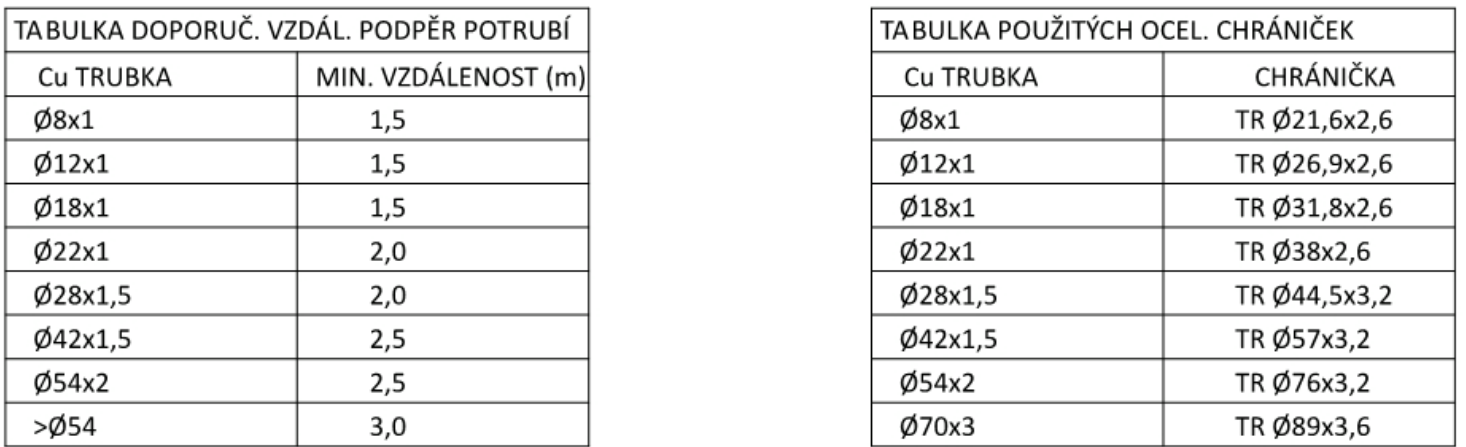 TABULKA DOPORUČ. VZDÁL. PODPĚR POTRUBÍ
Cu TRUBKA MIN. VZDÁLENOST (m)
Ø8x1 1,5
Ø12x1 1,5
Ø18x1 1,5
Ø22x1 2,0
Ø28x1,5 2,0
Ø42x1,5 2,5
Ø54x2 2,5
>Ø54 3,0
TABULKA POUŽITÝCH OCEL. CHRÁNIČEK
Cu TRUBKA CHRÁNIČKA
Ø8x1 TR Ø21,6x2,6
Ø12x1 TR Ø26,9x2,6
Ø18x1 TR Ø31,8x2,6
Ø22x1 TR Ø38x2,6
Ø28x1,5 TR Ø44,5x3,2
Ø42x1,5 TR Ø57x3,2
Ø54x2 TR Ø76x3,2
Ø70x3 TR Ø89x3,6